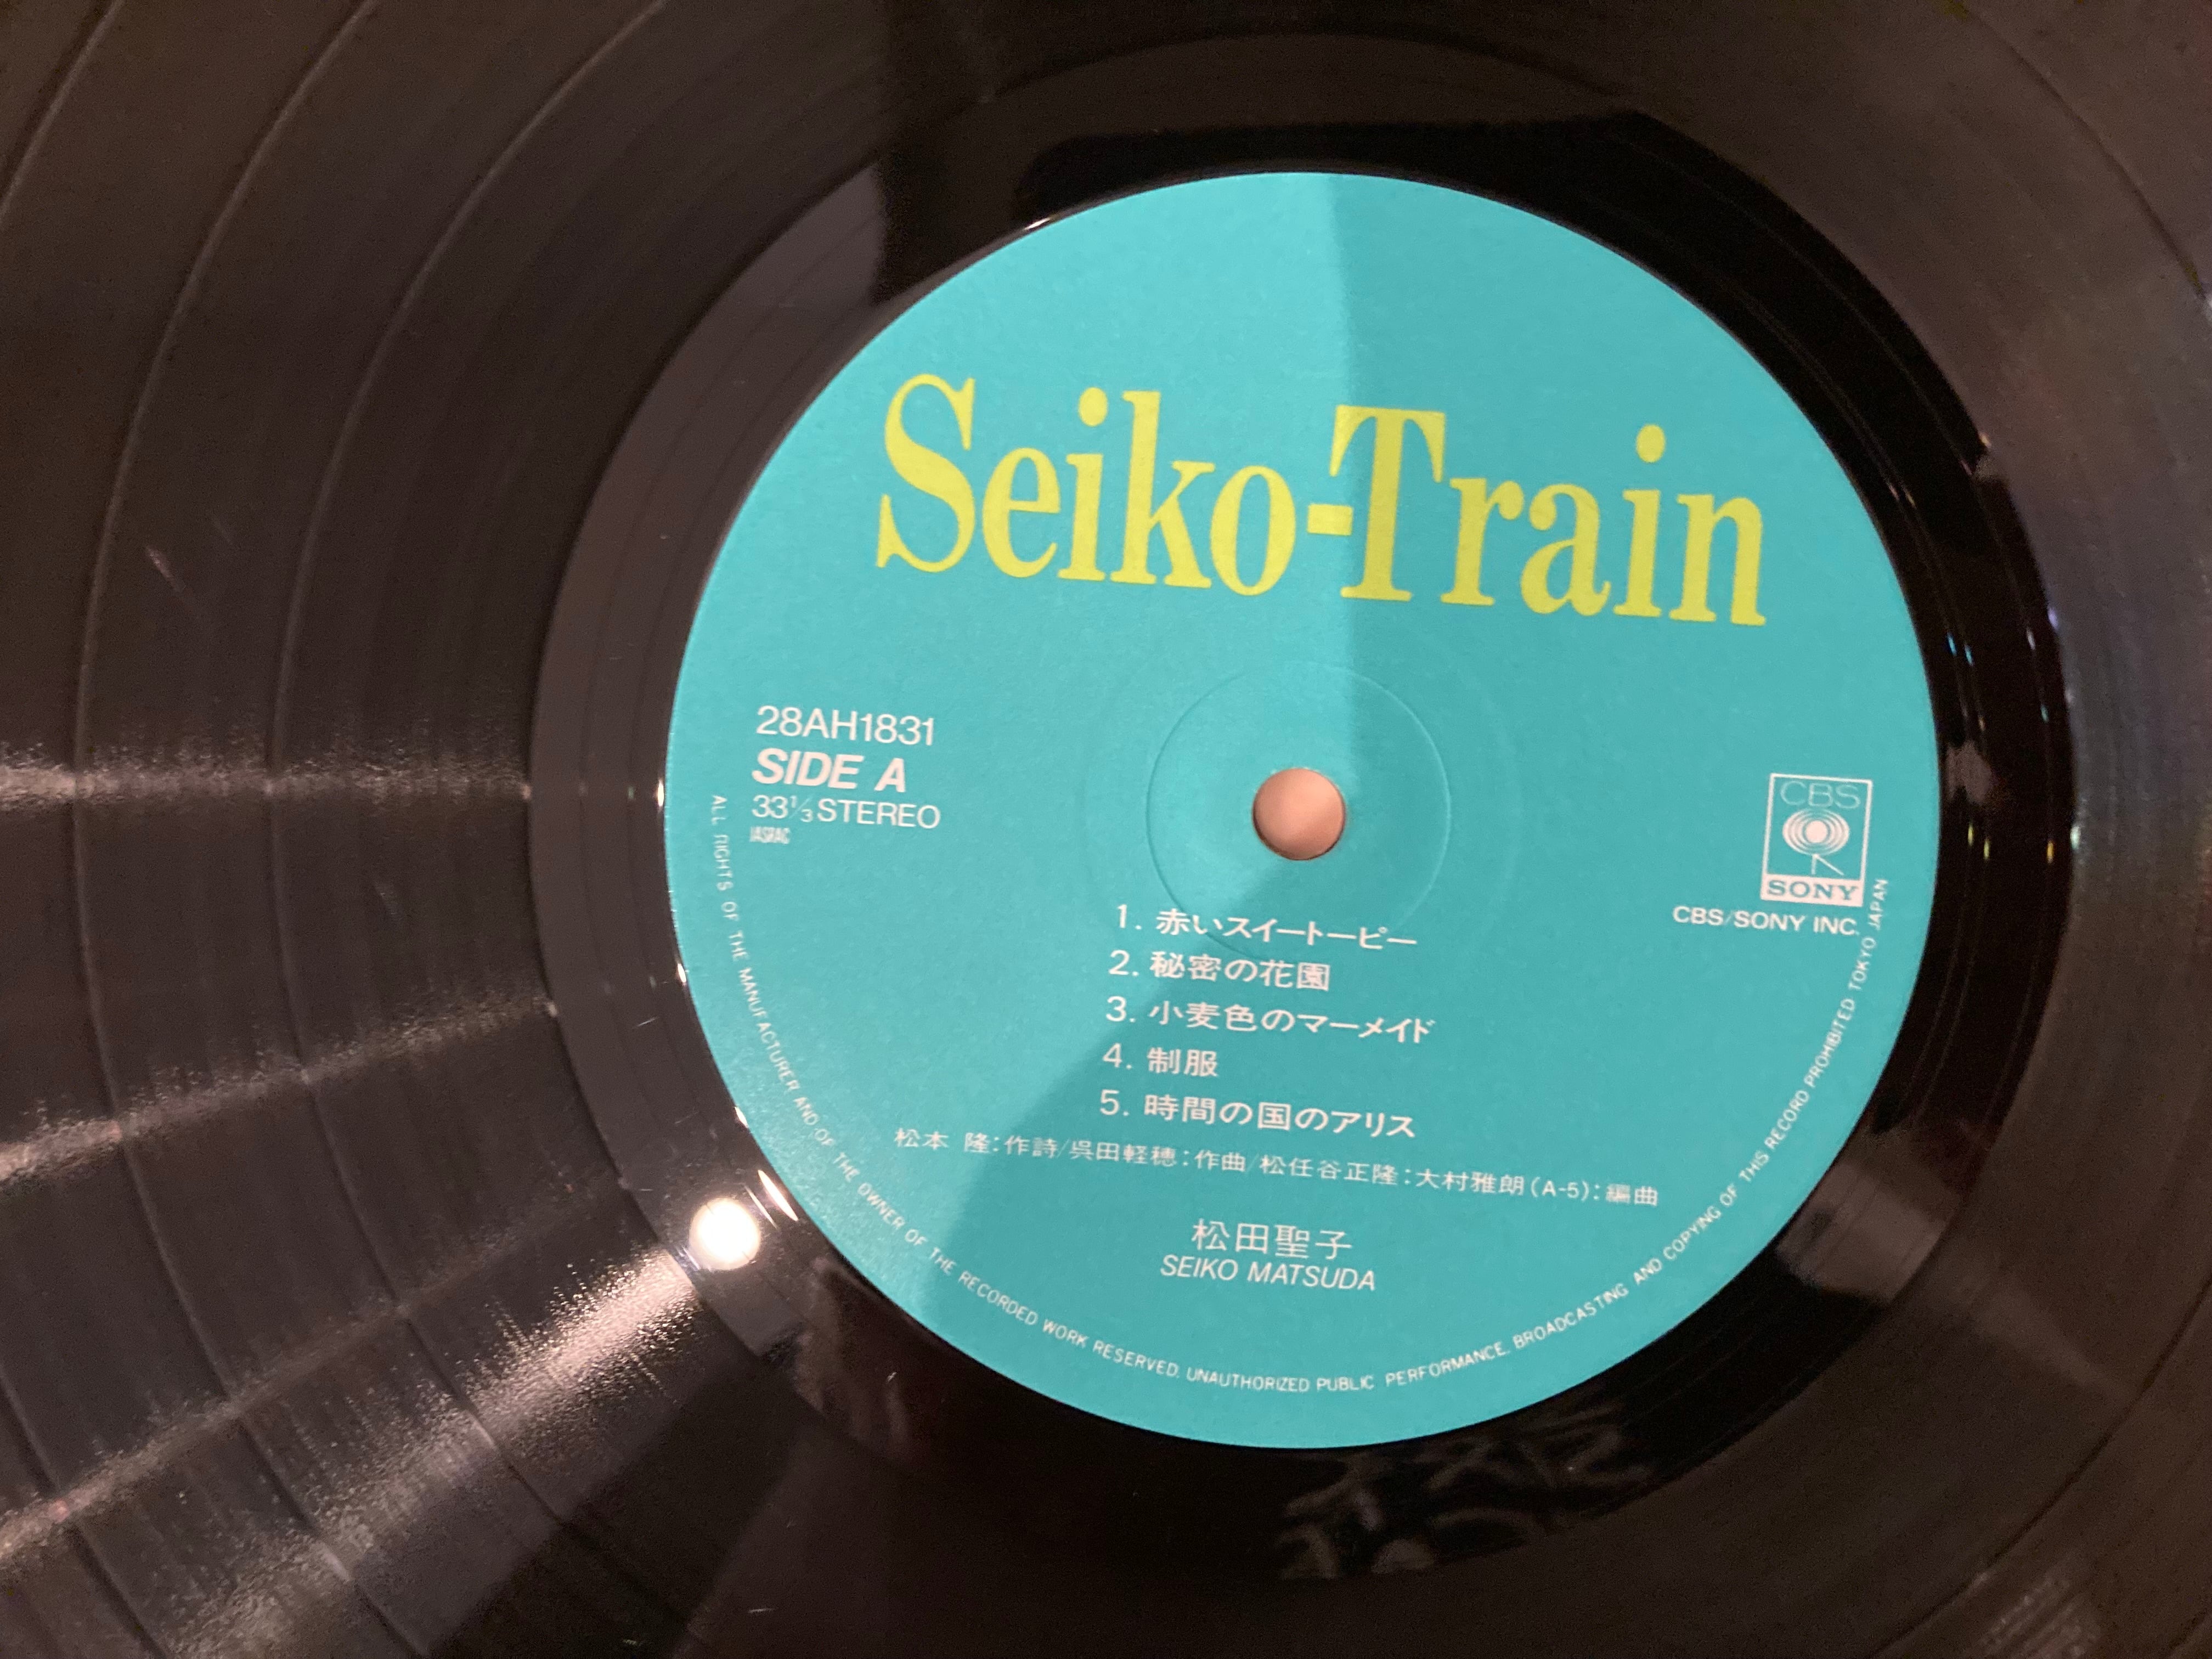 Seiko-Train
28AH1831
SIDE A
33⅓ STEREO
JASRAC
CBS
SONY
CBS/SONY INC.
1. 赤いスイートーピー
2. 秘密の花園
3. 小麦色のマーメイド
4. 制服
5. 時間の国のアリス
松本 隆:作詩/呉田軽穂:作曲/松任谷正隆:大村雅朗(A-5):編曲
松田聖子
SEIKO MATSUDA
ALL RIGHTS OF THE MANUFACTURER AND OF THE OWNER OF THE RECORDED WORK RESERVED. UNAUTHORIZED PUBLIC PERFORMANCE. BROADCASTING AND COPYING OF THIS RECORD PROHIBITED TOKYO JAPAN